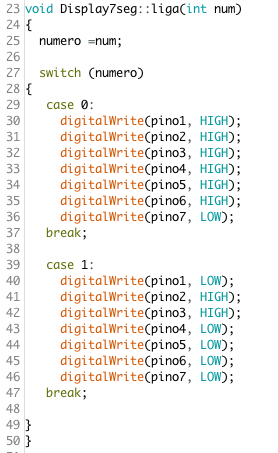 23 void Display7seg::liga(int num)
24 {
25 numero =num;
26
27 switch (numero)
28 {
29 case 0:
30 digitalWrite(pino1, HIGH);
31 digitalWrite(pino2, HIGH);
32 digitalWrite(pino3, HIGH);
33 digitalWrite(pino4, HIGH);
34 digitalWrite(pino5, HIGH);
35 digitalWrite(pino6, HIGH);
36 digitalWrite(pino7, LOW);
37 break;
38
39 case 1:
40 digitalWrite(pino1, LOW);
41 digitalWrite(pino2, HIGH);
42 digitalWrite(pino3, HIGH);
43 digitalWrite(pino4, LOW);
44 digitalWrite(pino5, LOW);
45 digitalWrite(pino6, LOW);
46 digitalWrite(pino7, LOW);
47 break;
48
49 }
50 }